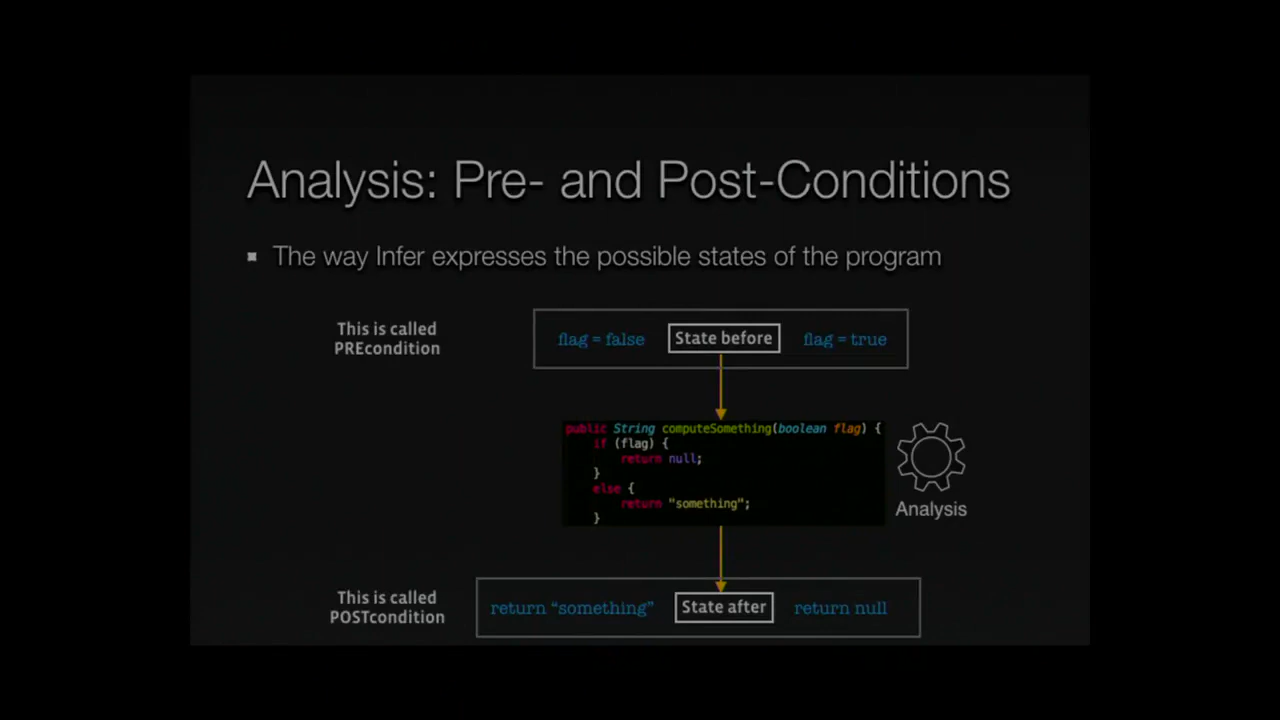 Analysis: Pre- and Post-Conditions
The way Infer expresses the possible states of the program
This is called
PREcondition
flag = false
State before
flag = true
public String computeSomething(boolean flag) {
if (flag) {
return null;
}
else {
return "something";
}
Analysis
This is called
POSTcondition
return “something”
State after
return null